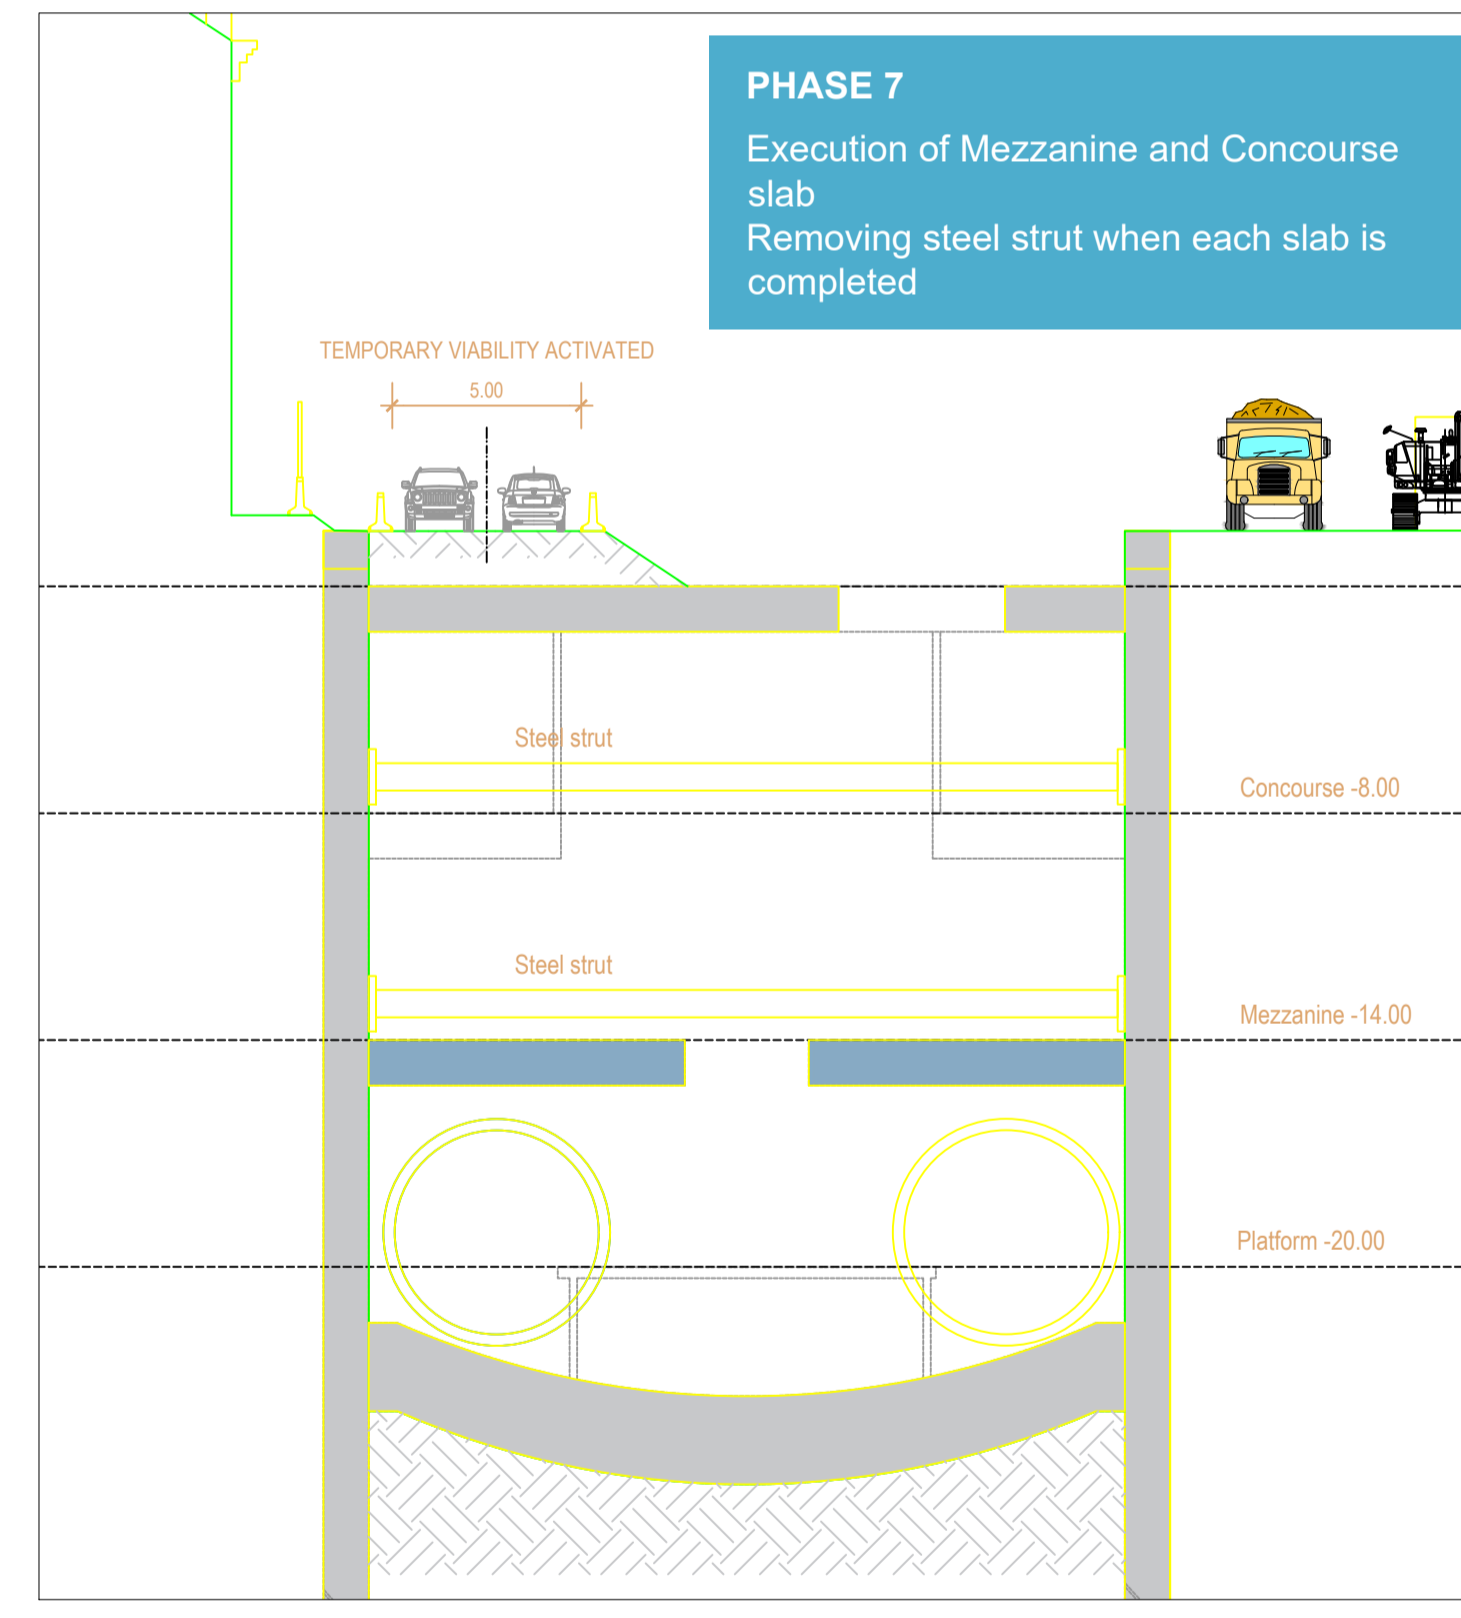 PHASE 7
Execution of Mezzanine and Concourse
slab
Removing steel strut when each slab is
completed
TEMPORARY VIABILITY ACTIVATED
5.00
Steel strut
Concourse -8.00
Steel strut
Mezzanine -14.00
Platform -20.00